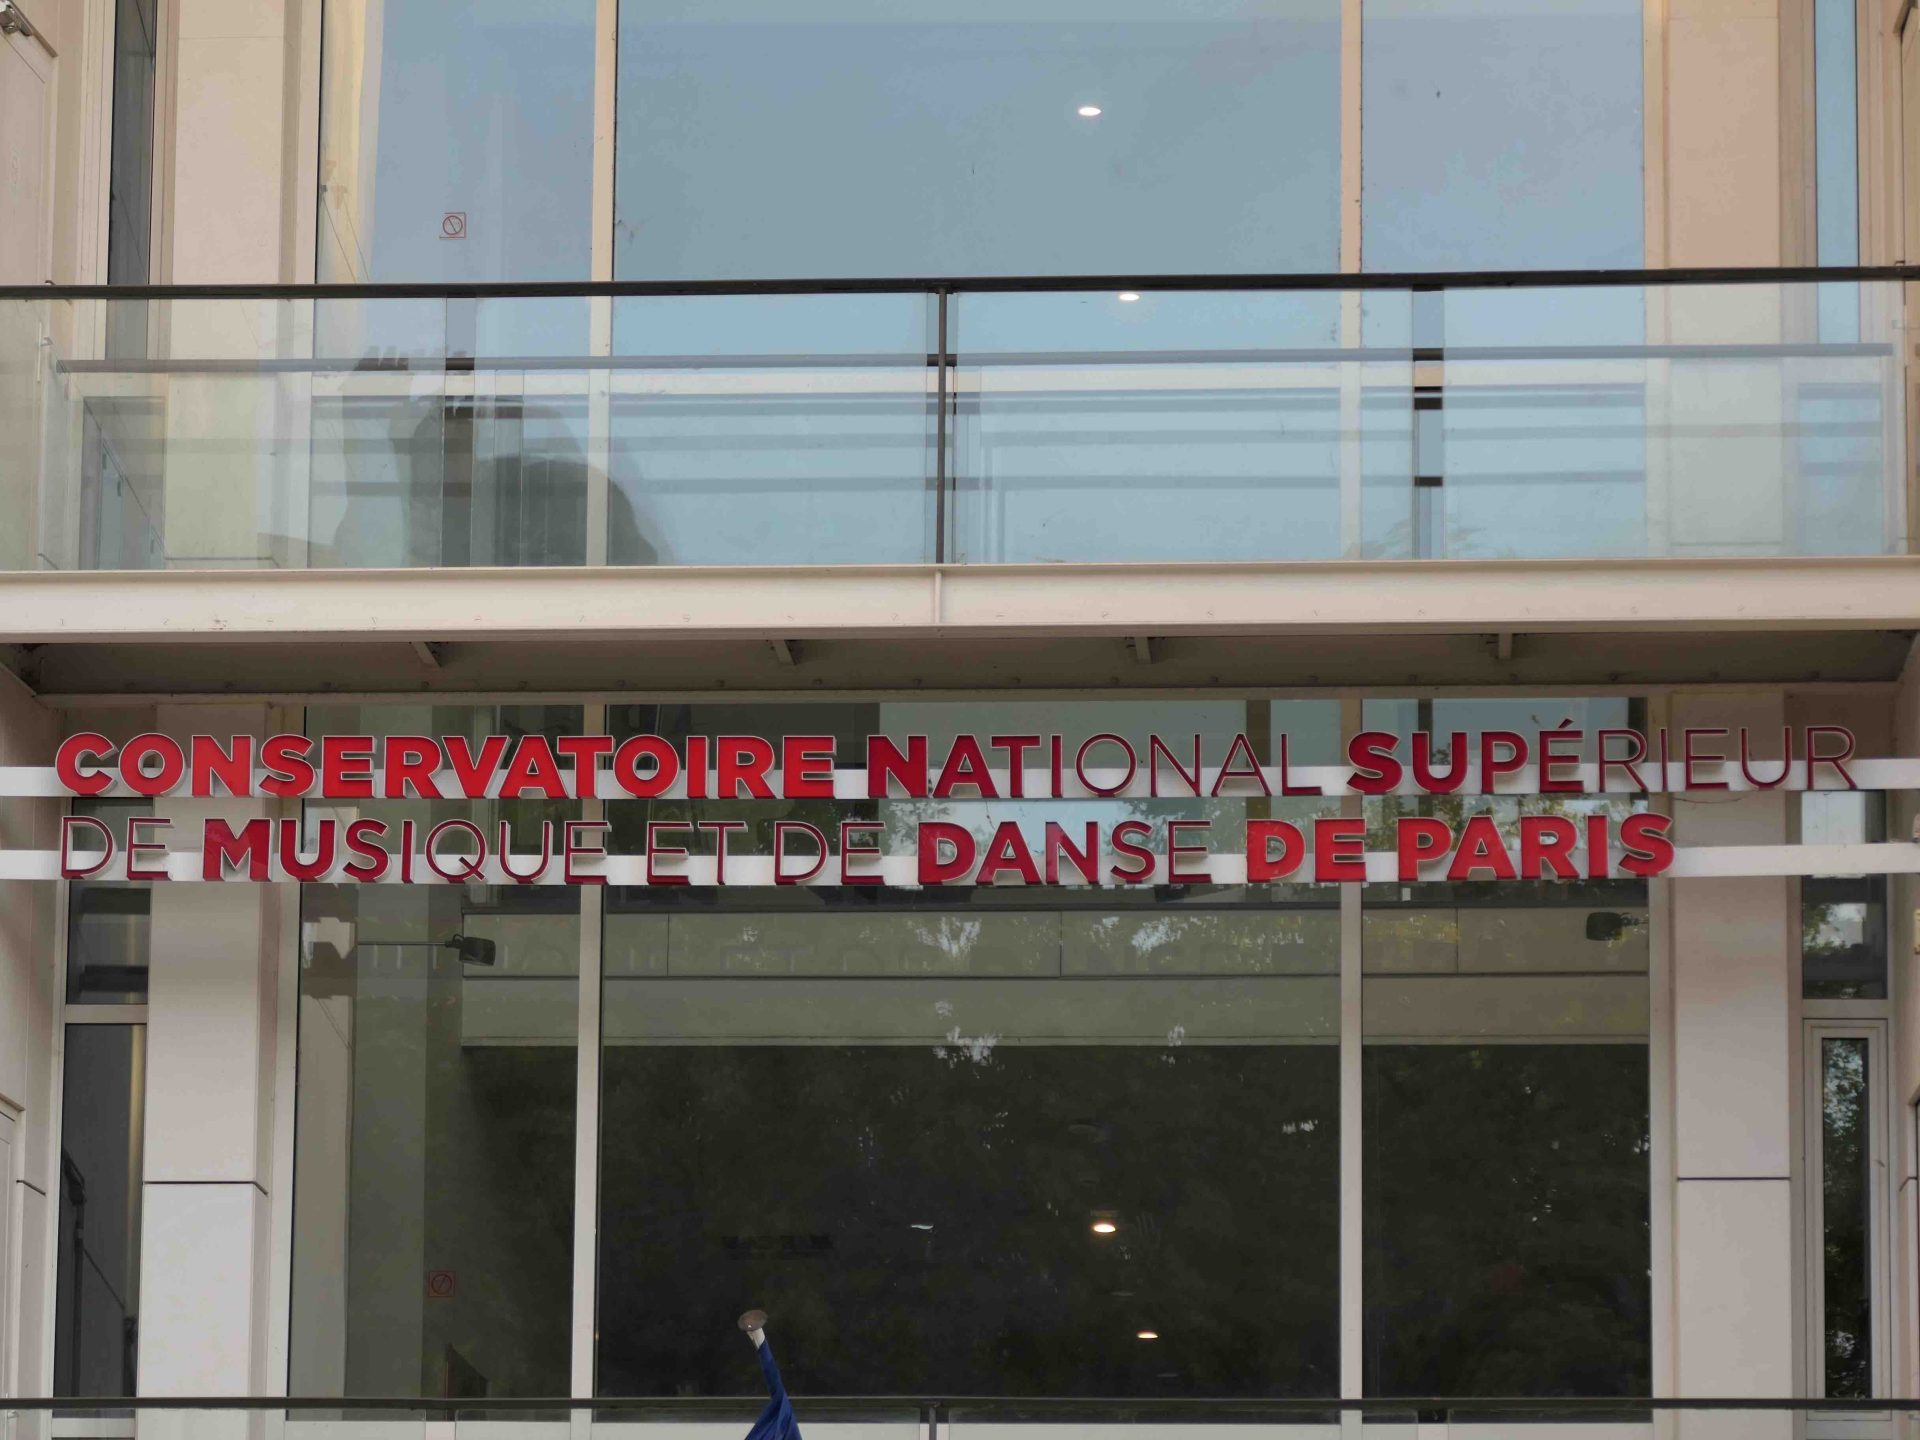 CONSERVATOIRE NATIONAL SUPÉRIEUR
DE MUSIQUE ET DE DANSE DE PARIS